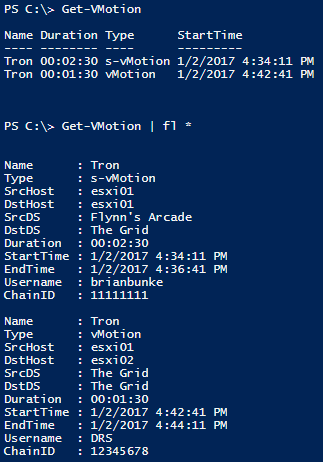 PS C:\> Get-VMotion
Name Duration Type     StartTime
---- -------- ----     ---------
Tron 00:02:30 s-vMotion 1/2/2017 4:34:11 PM
Tron 00:01:30 vMotion   1/2/2017 4:42:41 PM
PS C:\> Get-VMotion | fl *
Name      : Tron
Type      : s-vMotion
SrcHost   : esxi01
DstHost   : esxi01
SrcDS     : Flynn's Arcade
DstDS     : The Grid
Duration  : 00:02:30
StartTime : 1/2/2017 4:34:11 PM
EndTime   : 1/2/2017 4:36:41 PM
Username  : brianbunke
ChainID   : 11111111
Name      : Tron
Type      : vMotion
SrcHost   : esxi01
DstHost   : esxi02
SrcDS     : The Grid
DstDS     : The Grid
Duration  : 00:01:30
StartTime : 1/2/2017 4:42:41 PM
EndTime   : 1/2/2017 4:44:11 PM
Username  : DRS
ChainID   : 12345678